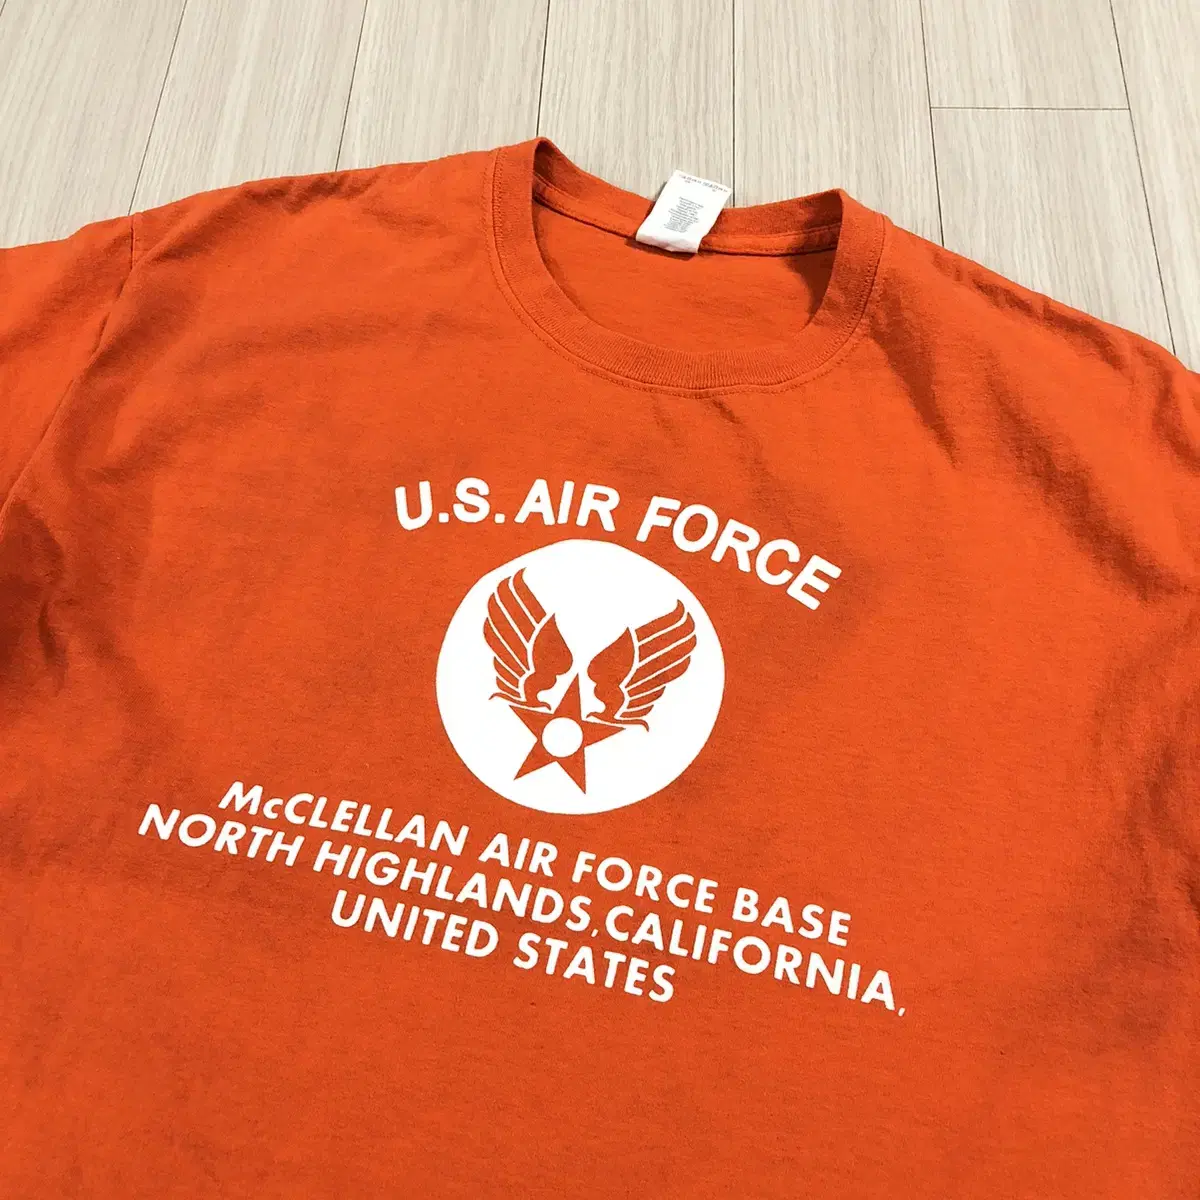 U.S. AIR FORCE
McCLELLAN AIR FORCE BASE
NORTH HIGHLANDS, CALIFORNIA,
UNITED STATES